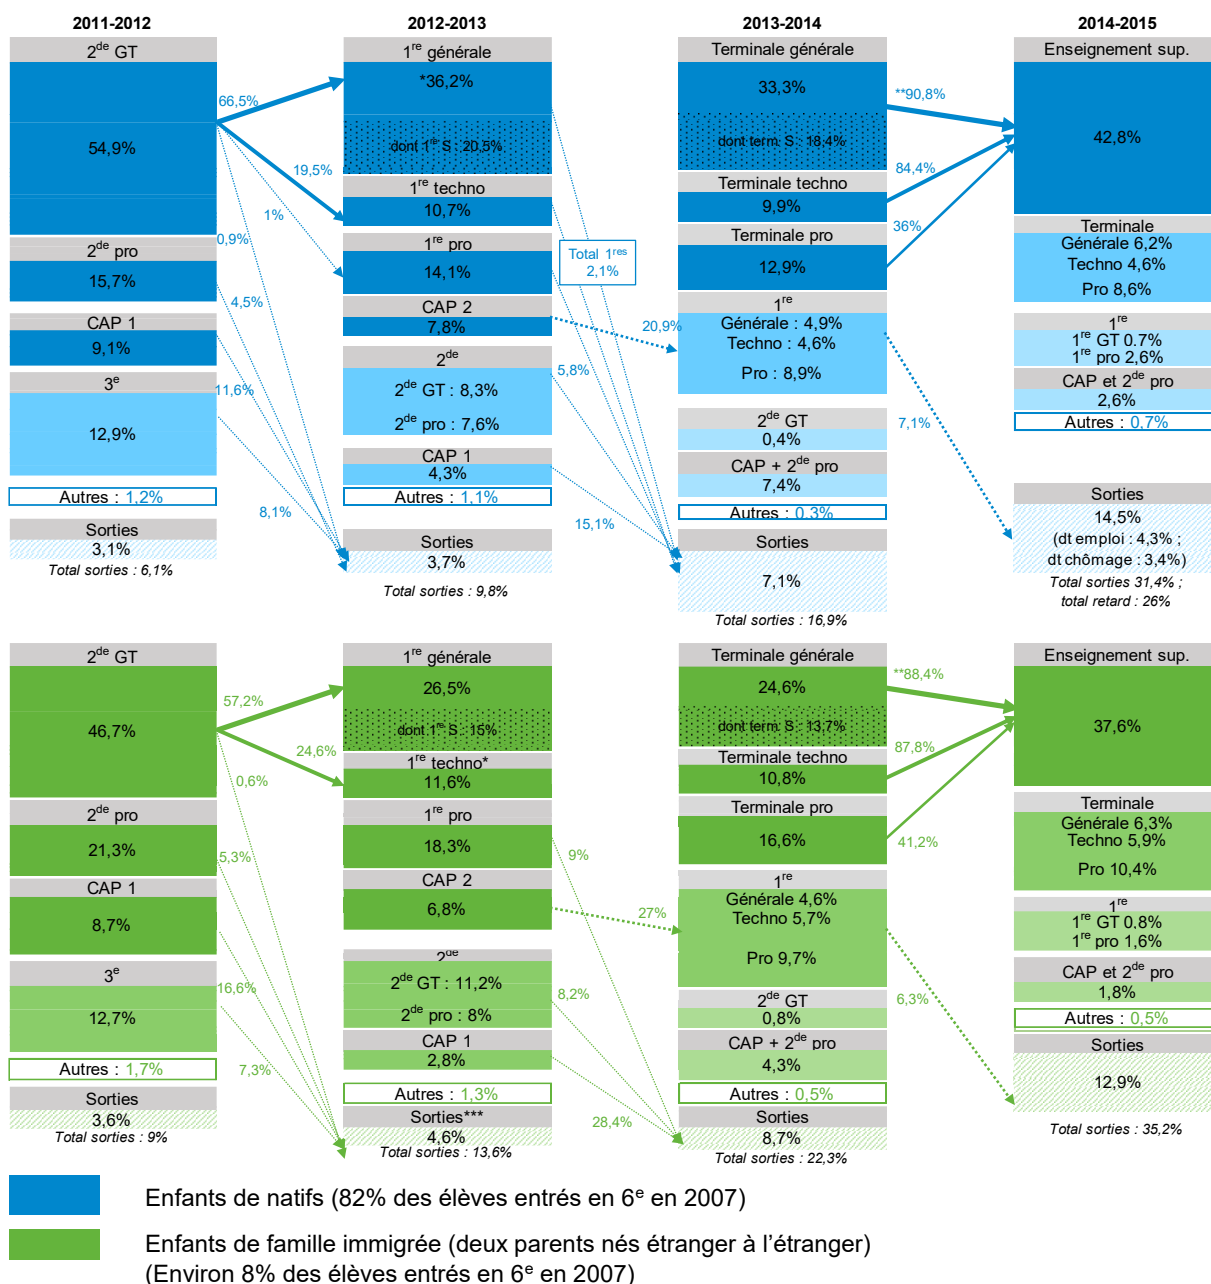 2011-2012
2012-2013
2013-2014
2014-2015
2de GT
54,9%
2de pro
15,7%
CAP 1
9,1%
3e
12,9%
Autres : 1,2%
Sorties
3,1%
Total sorties : 6,1%
66,5%
19,5%
1%
0,9%
4,5%
11,6%
8,1%
1re générale
*36,2%
dont 1re S : 20,5%
1re techno
10,7%
1re pro
14,1%
CAP 2
7,8%
2de
2de GT : 8,3%
2de pro : 7,6%
CAP 1
4,3%
Autres : 1,1%
Sorties
3,7%
Total sorties : 9,8%
Total 1res
2,1%
20,9%
5,8%
15,1%
Terminale générale
33,3%
dont term. S : 18,4%
Terminale techno
9,9%
Terminale pro
12,9%
1re
Générale : 4,9%
Techno : 4,6%
Pro : 8,9%
2de GT
0,4%
CAP + 2de pro
7,4%
Autres : 0,3%
Sorties
7,1%
Total sorties : 16,9%
**90,8%
84,4%
36%
7,1%
Enseignement sup.
42,8%
Terminale
Générale 6,2%
Techno 4,6%
Pro 8,6%
1re
1re GT 0.7%
1re pro 2,6%
CAP et 2de pro
2,6%
Autres : 0,7%
Sorties
14,5%
(dt emploi : 4,3% ;
dt chômage : 3,4%)
Total sorties 31,4% ;
total retard : 26%
2de GT
46,7%
2de pro
21,3%
CAP 1
8,7%
3e
12,7%
Autres : 1,7%
Sorties
3,6%
Total sorties : 9%
57,2%
24,6%
0,6%
5,3%
16,6%
7,3%
1re générale
26,5%
dont 1re S : 15%
1re techno*
11,6%
1re pro
18,3%
CAP 2
6,8%
2de
2de GT : 11,2%
2de pro : 8%
CAP 1
2,8%
Autres : 1,3%
Sorties***
4,6%
Total sorties : 13,6%
9%
27%
8,2%
28,4%
Terminale générale
24,6%
dont term. S : 13,7%
Terminale techno
10,8%
Terminale pro
16,6%
1re
Générale 4,6%
Techno 5,7%
Pro 9,7%
2de GT
0,8%
CAP + 2de pro
4,3%
Autres : 0,5%
Sorties
8,7%
Total sorties : 22,3%
**88,4%
87,8%
41,2%
6,3%
Enseignement sup.
37,6%
Terminale
Générale 6,3%
Techno 5,9%
Pro 10,4%
1re
1re GT 0,8%
1re pro 1,6%
CAP et 2de pro
1,8%
Autres : 0,5%
Sorties
12,9%
Total sorties : 35,2%
Enfants de natifs (82% des élèves entrés en 6e en 2007)
Enfants de famille immigrée (deux parents nés étranger à l'étranger)
(Environ 8% des élèves entrés en 6e en 2007)